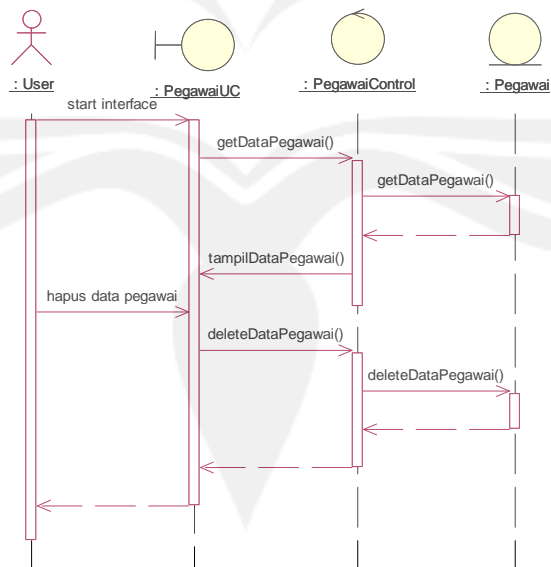 : User
: PegawaiUC
: PegawaiControl
: Pegawai
start interface
getDataPegawai()
getDataPegawai()
tampilDataPegawai()
hapus data pegawai
deleteDataPegawai()
deleteDataPegawai()